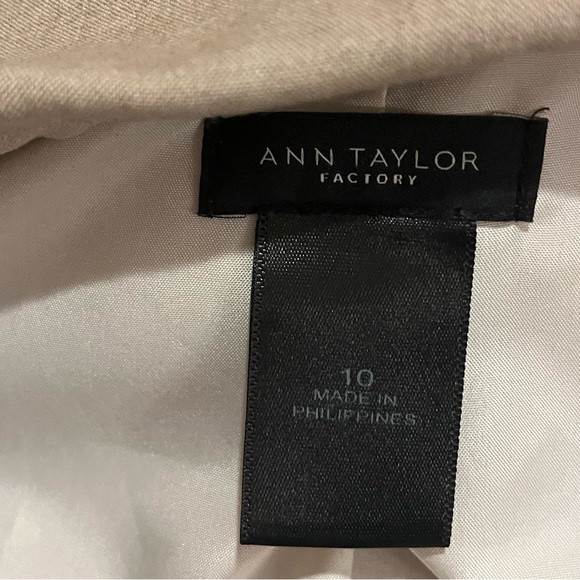 ANN TAYLOR
FACTORY
10
MADE IN
PHILIPPINES